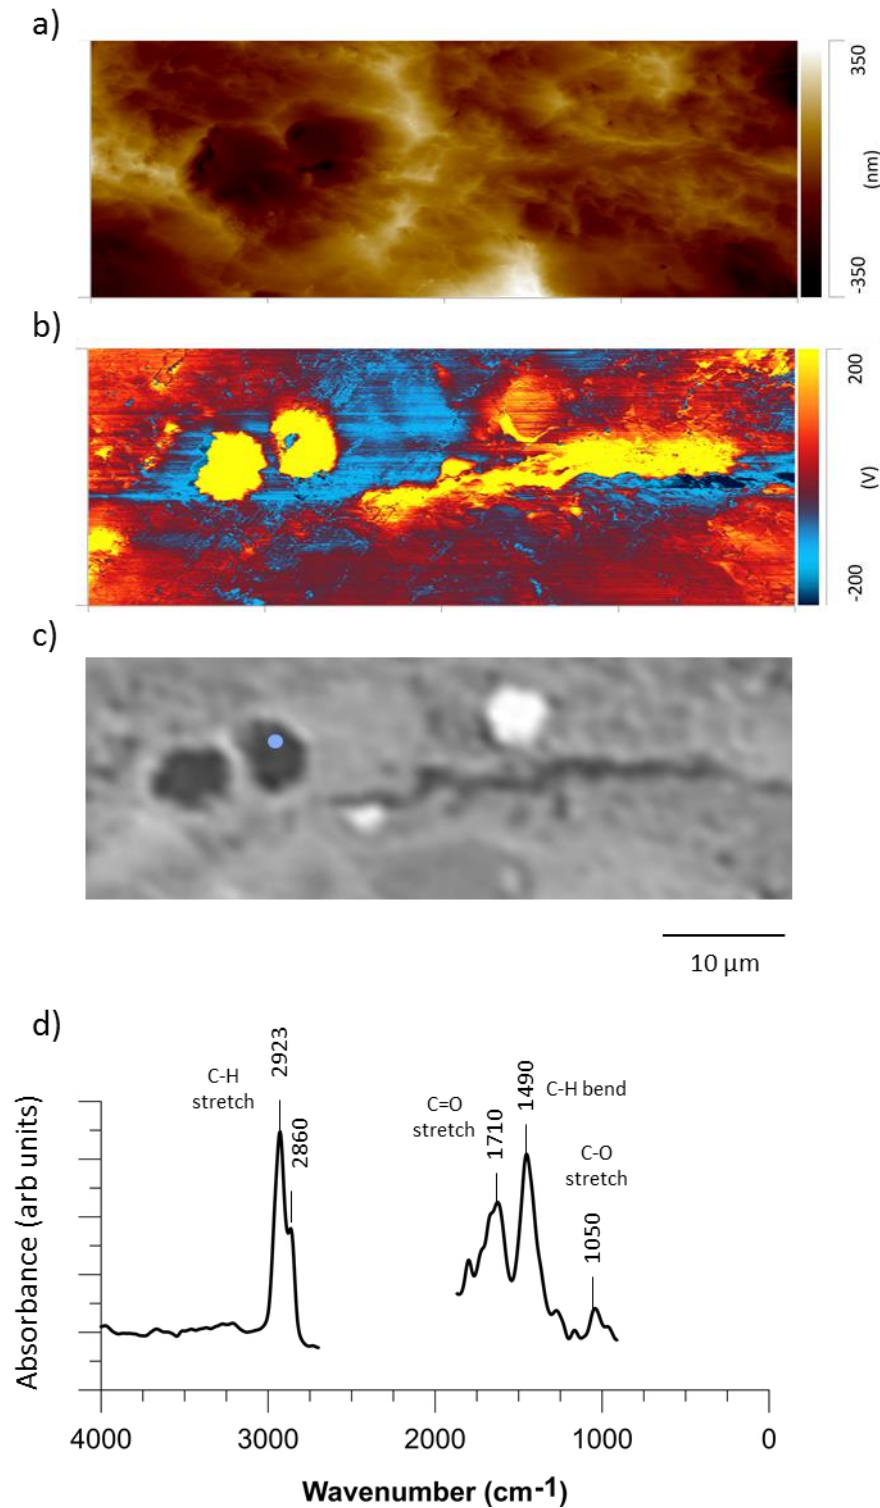 a)
350
(nm)
-350
b)
200
(V)
-200
c)
10 µm
d)
2923
C-H
stretch
2860
C=O
stretch
1710
1490
C-H bend
C-O
stretch
1050
Absorbance (arb units)
4000
3000
2000
1000
0
Wavenumber (cm-1)